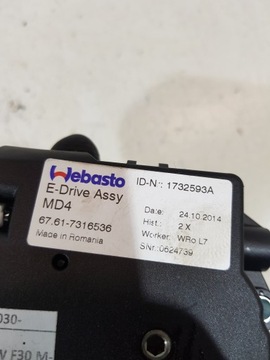 Webasto
ID-N°: 1732593A
E-Drive Assy
MD4
Date: 24.10.2014
Hist.: 2 X
67.61-7316536
Worker: WRo L7
Made in Romania
SNr.:0624739
030-
V F30 M-